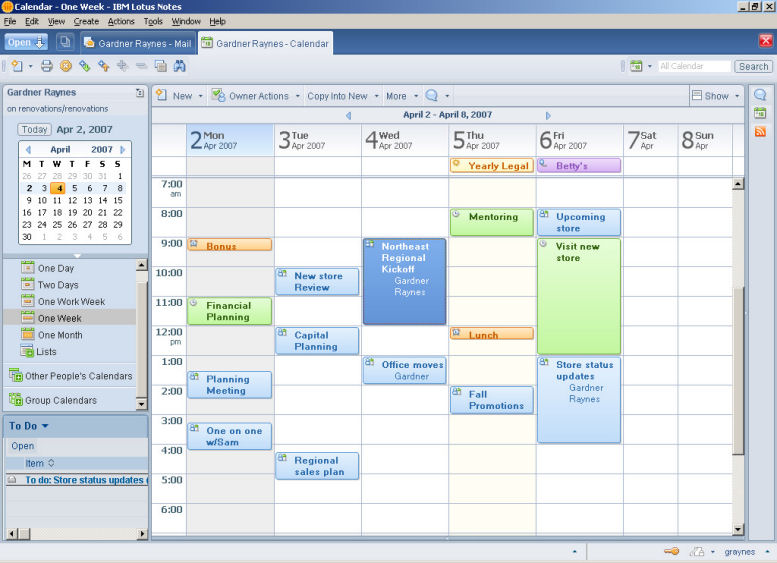 Calendar - One Week - IBM Lotus Notes
File Edit View Create Actions Tools Window Help
Open Gardner Raynes - Mail Gardner Raynes - Calendar
All Calendar Search
Gardner Raynes
on renovations/renovations
Today Apr 2, 2007
April 2007
M T W T F S S
26 27 28 29 30 31 1
2 3 4 5 6 7 8
9 10 11 12 13 14 15
16 17 18 19 20 21 22
23 24 25 26 27 28 29
30 1 2 3 4 5 6
One Day
Two Days
One Work Week
One Week
One Month
Lists
Other People's Calendars
Group Calendars
To Do
Open
Item
To do: Store status updates (
New Owner Actions Copy Into New More Show
April 2 - April 8, 2007
2 Mon Apr 2007
3 Tue Apr 2007
4 Wed Apr 2007
5 Thu Apr 2007
6 Fri Apr 2007
7 Sat Apr 2007
8 Sun Apr 2007
Yearly Legal Betty's
7:00 am
8:00
9:00
10:00
11:00
12:00 pm
1:00
2:00
3:00
4:00
5:00
6:00
Bonus
Financial
Planning
Planning
Meeting
One on one
w/Sam
New store
Review
Capital
Planning
Regional
sales plan
Northeast
Regional
Kickoff
Gardner
Raynes
Office moves
Gardner
Mentoring
Lunch
Fall
Promotions
Upcoming
store
Visit new
store
Store status
updates
Gardner
Raynes
graynes